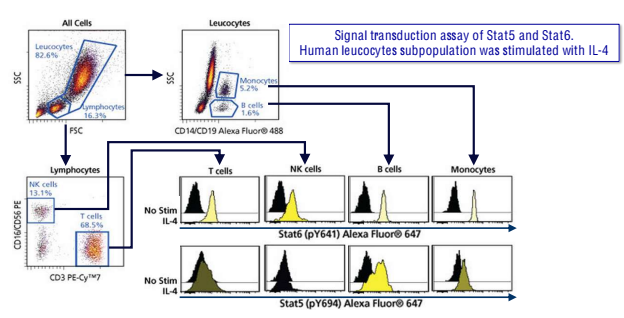 Signal transduction assay of Stat5 and Stat6.
Human leucocytes subpopulation was stimulated with IL-4
All Cells
Leucocytes
82.6%
Lymphocytes
16.3%
SSC
FSC
Leucocytes
Monocytes
5.2%
B cells
1.6%
SSC
CD14/CD19 Alexa Fluor® 488
Lymphocytes
NK cells
13.1%
T cells
68.5%
CD16/CD56 PE
CD3 PE-Cy™7
T cells
NK cells
B cells
Monocytes
No Stim
IL-4
Stat6 (pY641) Alexa Fluor® 647
No Stim
IL-4
Stat5 (pY694) Alexa Fluor® 647